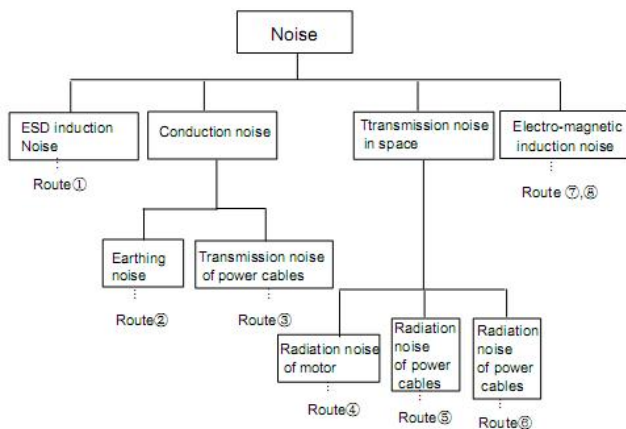 Noise
ESD induction
Noise
Conduction noise
Ttransmission noise
in space
Electro-magnetic
induction noise
Route①
Route ⑦,⑧
Earthing
noise
Transmission noise
of power cables
Route②
Route③
Radiation noise
of motor
Radiation
noise
of power
cables
Radiation
noise
of power
cables
Route④
Route⑤
Route⑥